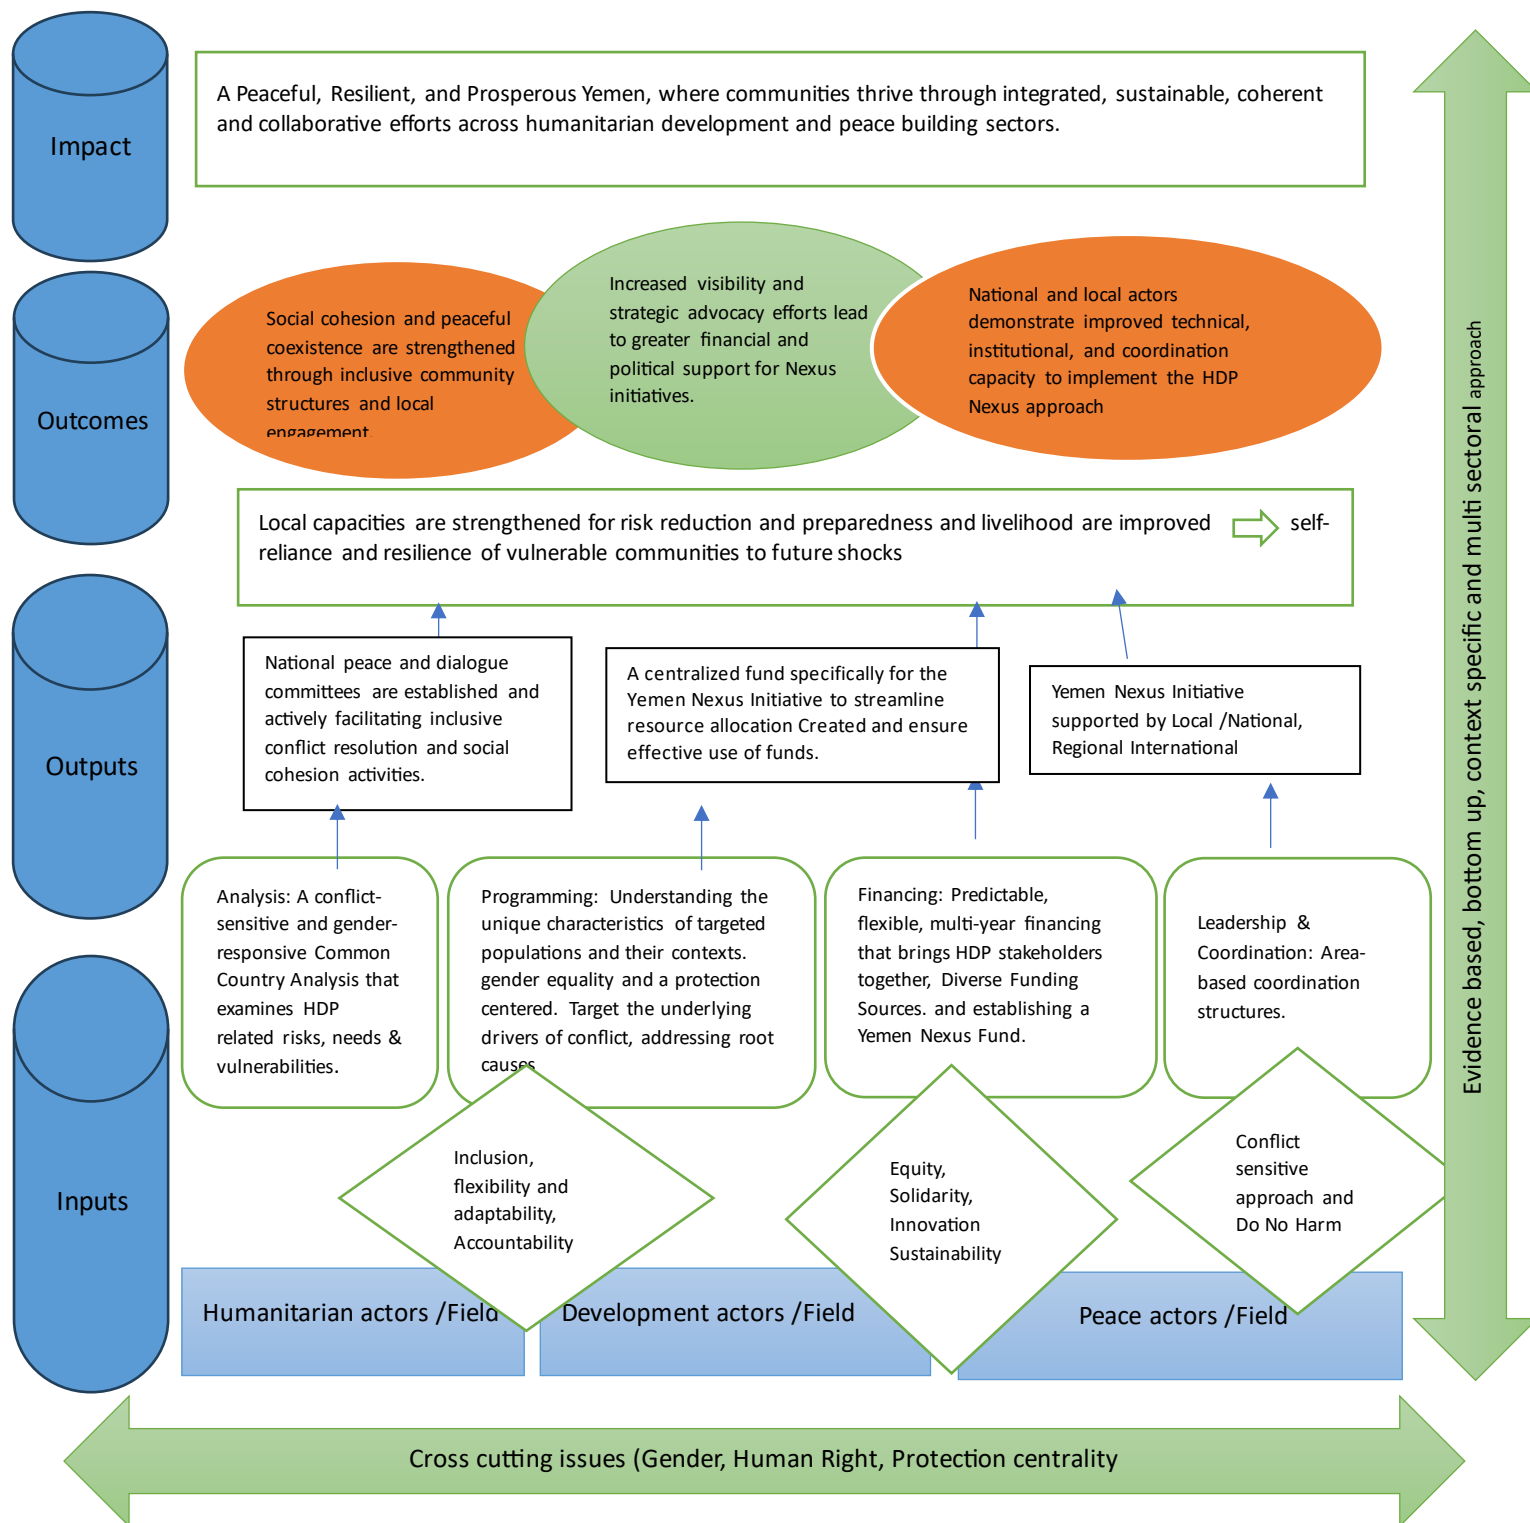 Impact
A Peaceful, Resilient, and Prosperous Yemen, where communities thrive through integrated, sustainable, coherent
and collaborative efforts across humanitarian development and peace building sectors.
Outcomes
Social cohesion and peaceful
coexistence are strengthened
through inclusive community
structures and local
engagement.
Increased visibility and
strategic advocacy efforts lead
to greater financial and
political support for Nexus
initiatives.
National and local actors
demonstrate improved technical,
institutional, and coordination
capacity to implement the HDP
Nexus approach
Local capacities are strengthened for risk reduction and preparedness and livelihood are improved self-
reliance and resilience of vulnerable communities to future shocks
Outputs
National peace and dialogue
committees are established and
actively facilitating inclusive
conflict resolution and social
cohesion activities.
A centralized fund specifically for the
Yemen Nexus Initiative to streamline
resource allocation Created and ensure
effective use of funds.
Yemen Nexus Initiative
supported by Local /National,
Regional International
Inputs
Analysis: A conflict-
sensitive and gender-
responsive Common
Country Analysis that
examines HDP
related risks, needs &
vulnerabilities.
Programming: Understanding the
unique characteristics of targeted
populations and their contexts.
gender equality and a protection
centered. Target the underlying
drivers of conflict, addressing root
causes
Financing: Predictable,
flexible, multi-year financing
that brings HDP stakeholders
together, Diverse Funding
Sources. and establishing a
Yemen Nexus Fund.
Leadership &
Coordination: Area-
based coordination
structures.
Inclusion,
flexibility and
adaptability,
Accountability
Equity,
Solidarity,
Innovation
Sustainability
Conflict
sensitive
approach and
Do No Harm
Humanitarian actors /Field
Development actors /Field
Peace actors /Field
Evidence based, bottom up, context specific and multi sectoral approach
Cross cutting issues (Gender, Human Right, Protection centrality